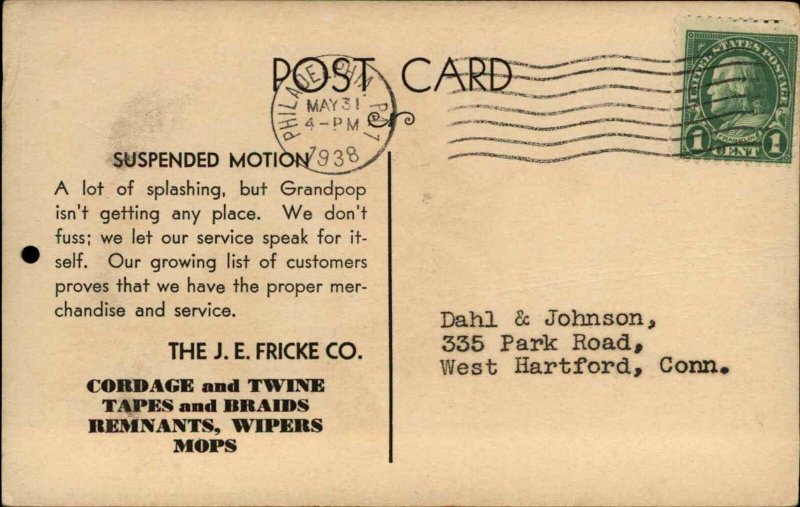 POST CARD
PHILADELPHIA, PA.
MAY 31
4-PM
1938
UNITED STATES POSTAGE
FRANKLIN
1 CENT 1
SUSPENDED MOTION
A lot of splashing, but Grandpop
isn't getting any place. We don't
fuss; we let our service speak for it-
self. Our growing list of customers
proves that we have the proper mer-
chandise and service.
THE J. E. FRICKE CO.
CORDAGE and TWINE
TAPES and BRAIDS
REMNANTS, WIPERS
MOPS
Dahl & Johnson,
335 Park Road,
West Hartford, Conn.